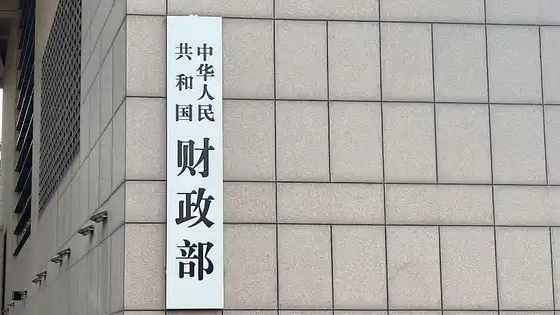 中华人民
共和国
财政部